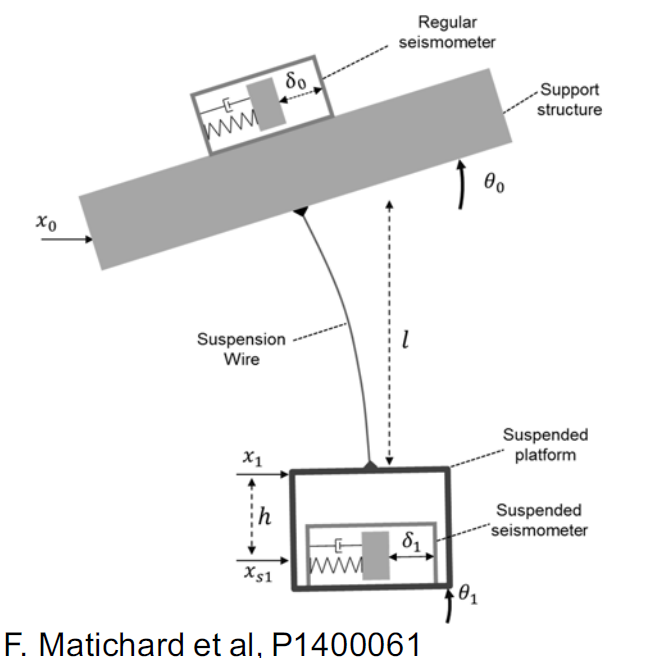 Regular
seismometer
δ₀
Support
structure
θ₀
x₀
Suspension
Wire
l
Suspended
platform
x₁
h
Suspended
seismometer
δ₁
xₛ₁
θ₁
F. Matichard et al, P1400061